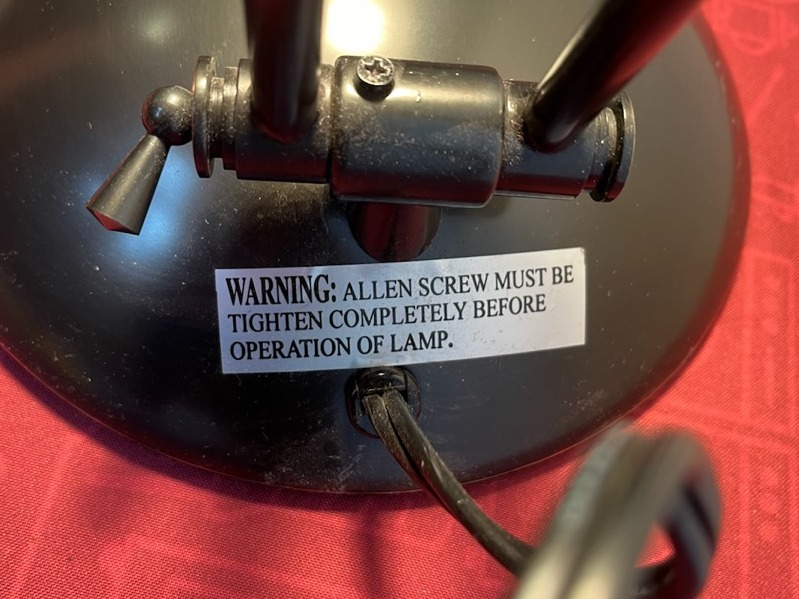 WARNING: ALLEN SCREW MUST BE
TIGHTEN COMPLETELY BEFORE
OPERATION OF LAMP.